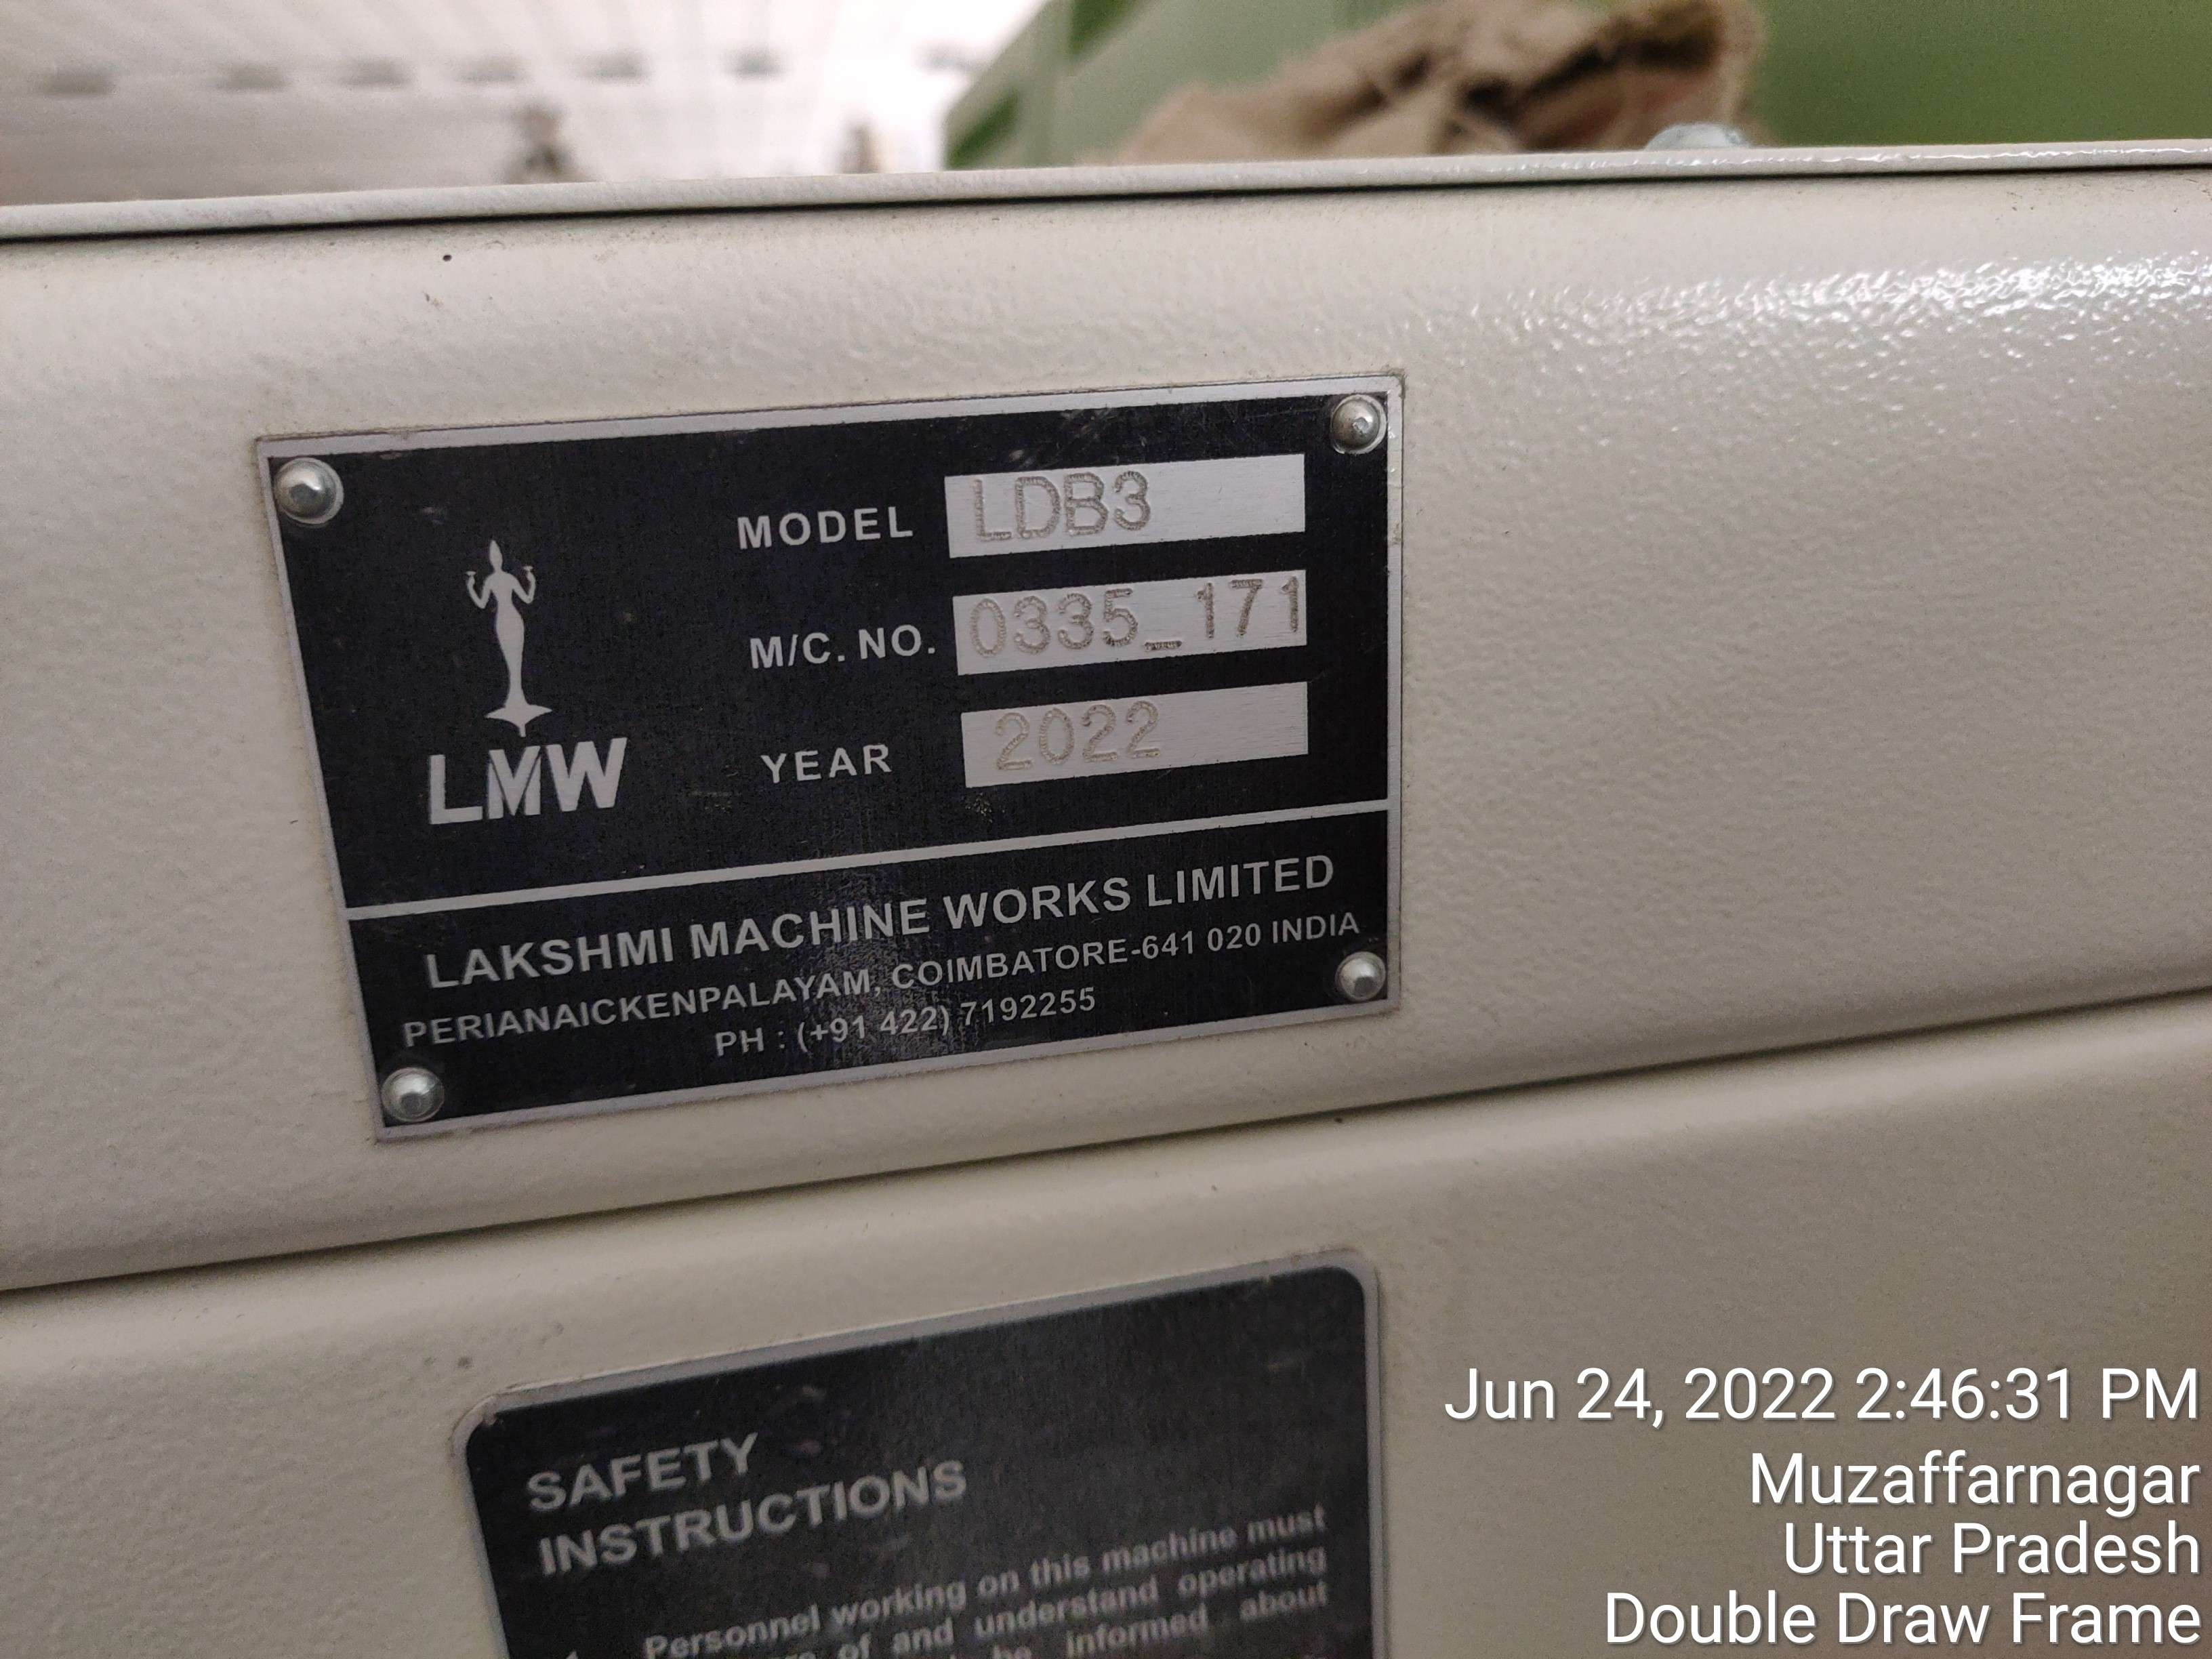 MODEL LDB3
M/C. NO. 0335_171
YEAR 2022
LMW
LAKSHMI MACHINE WORKS LIMITED
PERIANAICKENPALAYAM, COIMBATORE-641 020 INDIA
PH : (+91 422) 7192255
SAFETY
INSTRUCTIONS
Personnel working on this machine must
of and understand operating
be informed about
Jun 24, 2022 2:46:31 PM
Muzaffarnagar
Uttar Pradesh
Double Draw Frame